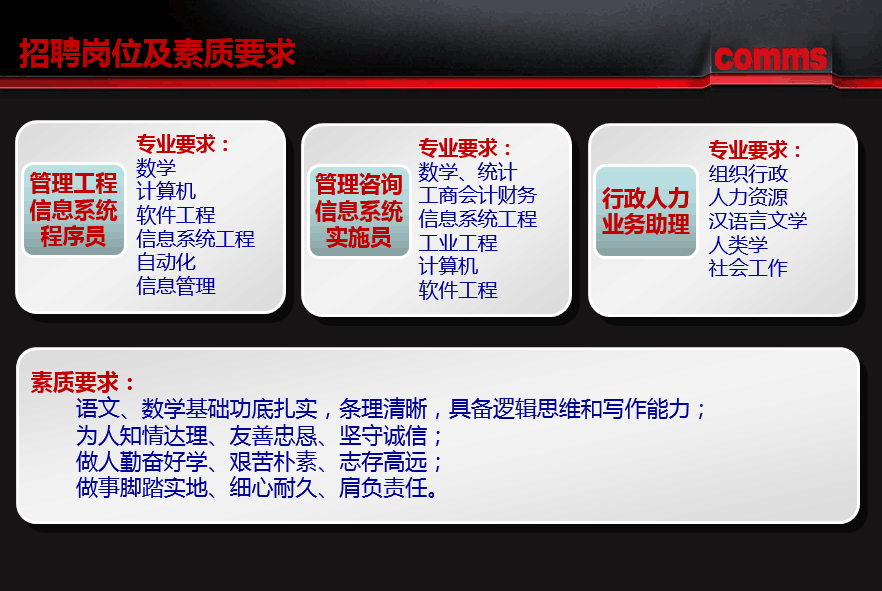 招聘岗位及素质要求
comms
管理工程
信息系统
程序员
专业要求：
数学
计算机
软件工程
信息系统工程
自动化
信息管理
管理咨询
信息系统
实施员
专业要求：
数学、统计
工商会计财务
信息系统工程
工业工程
计算机
软件工程
行政人力
业务助理
专业要求：
组织行政
人力资源
汉语言文学
人类学
社会工作
素质要求：
语文、数学基础功底扎实，条理清晰，具备逻辑思维和写作能力；
为人知情达理、友善忠恳、坚守诚信；
做人勤奋好学、艰苦朴素、志存高远；
做事脚踏实地、细心耐久、肩负责任。